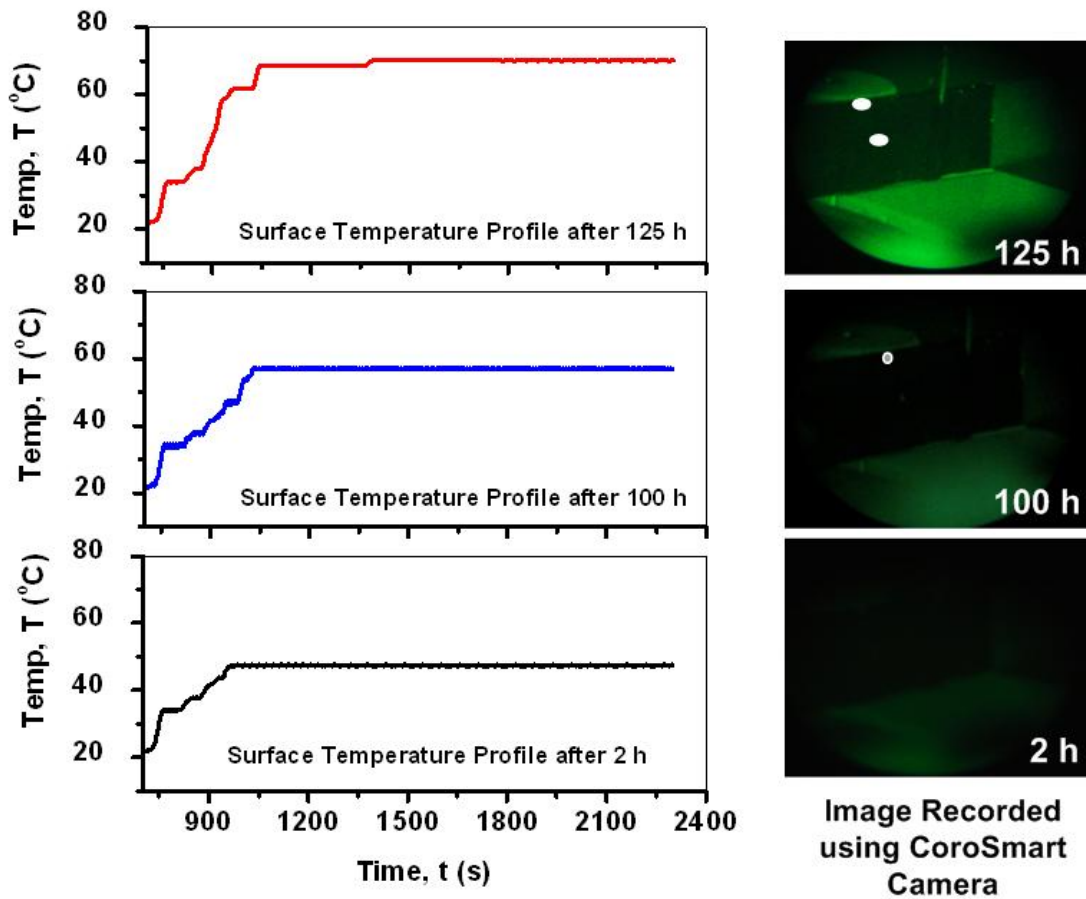 80
60
40
20
Temp, T (°C)
Surface Temperature Profile after 125 h
125 h
80
60
40
20
Temp, T (°C)
Surface Temperature Profile after 100 h
100 h
80
60
40
20
Temp, T (°C)
Surface Temperature Profile after 2 h
2 h
900 1200 1500 1800 2100 2400
Time, t (s)
Image Recorded
using CoroSmart
Camera